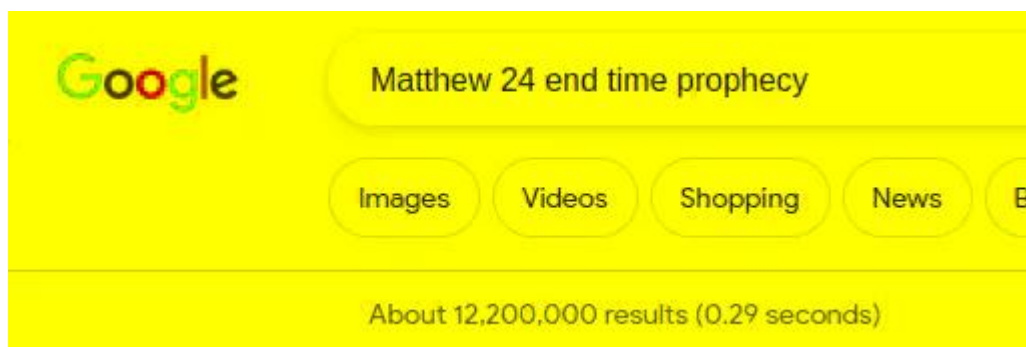 Google
Matthew 24 end time prophecy
Images Videos Shopping News
About 12,200,000 results (0.29 seconds)